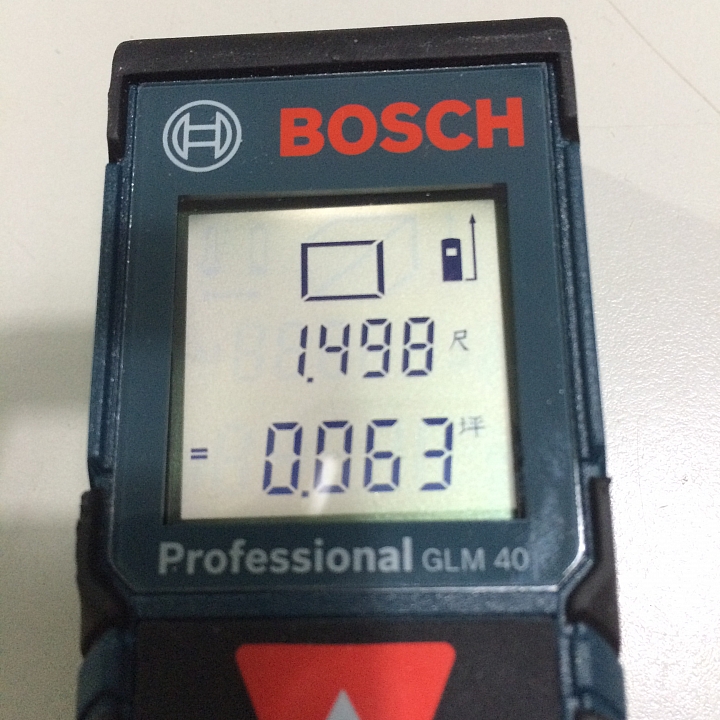 BOSCH
1.498 尺
= 0.063 坪
Professional GLM 40